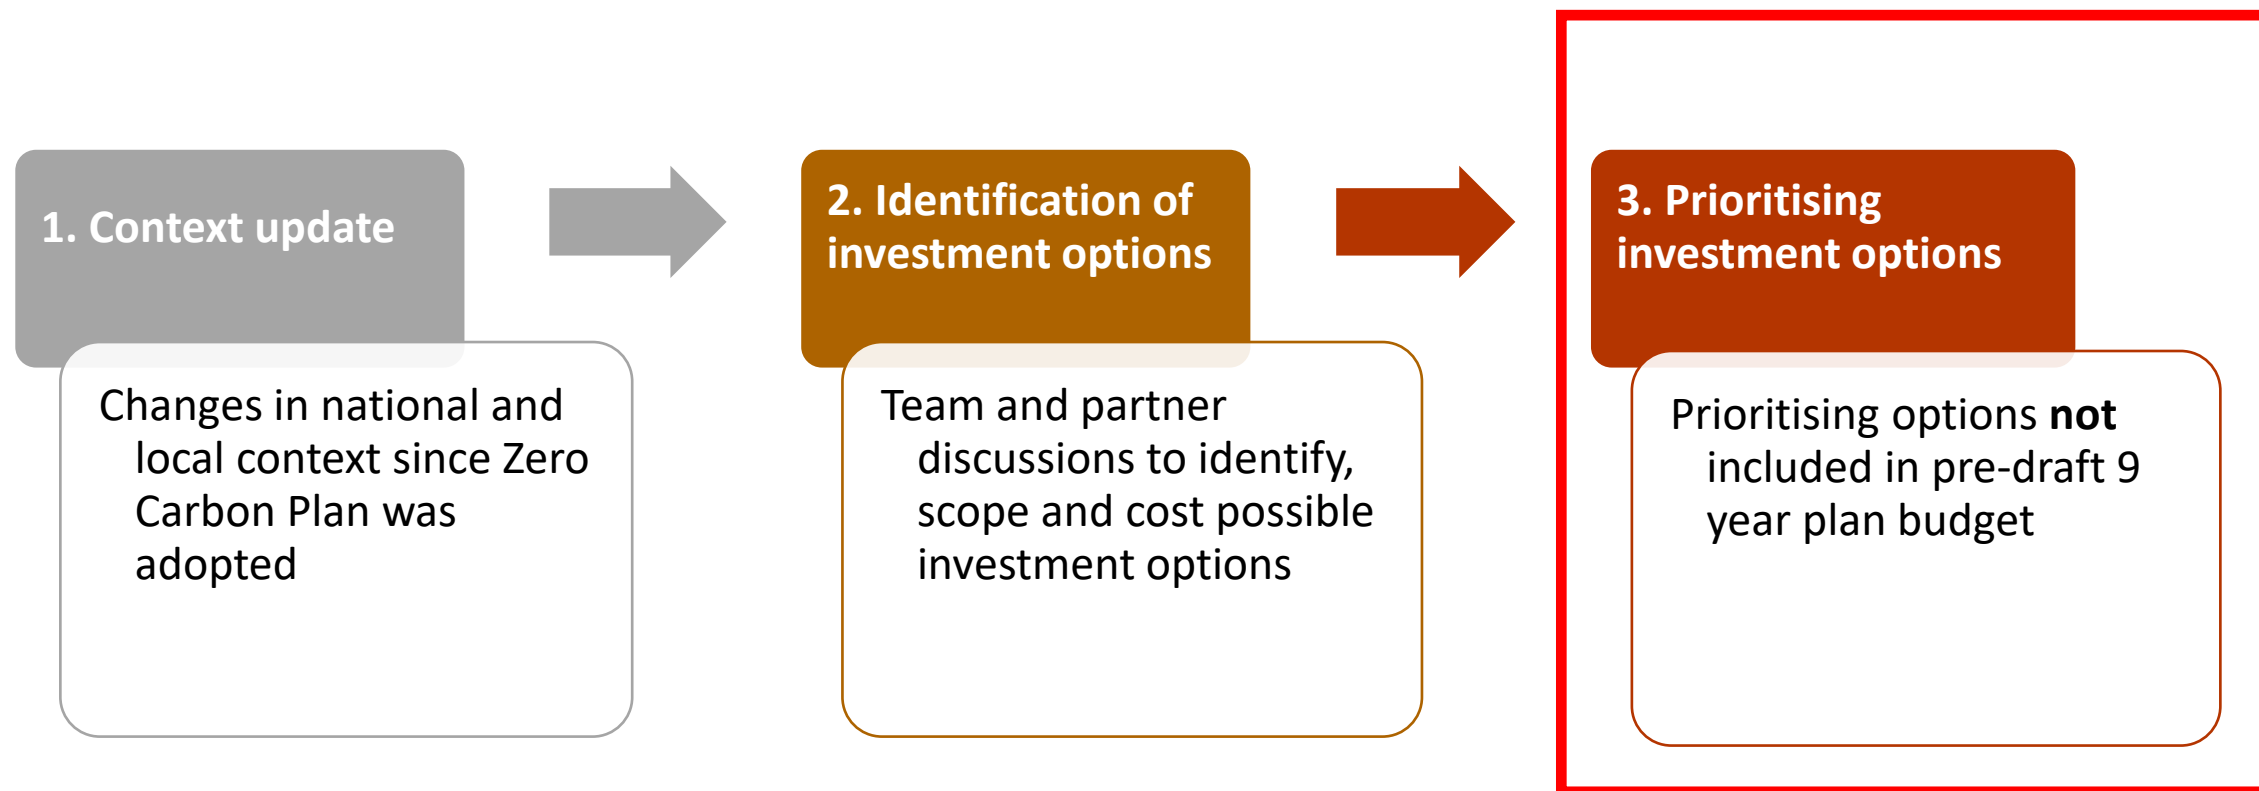 1. Context update
Changes in national and
local context since Zero
Carbon Plan was
adopted
2. Identification of
investment options
Team and partner
discussions to identify,
scope and cost possible
investment options
3. Prioritising
investment options
Prioritising options not
included in pre-draft 9
year plan budget